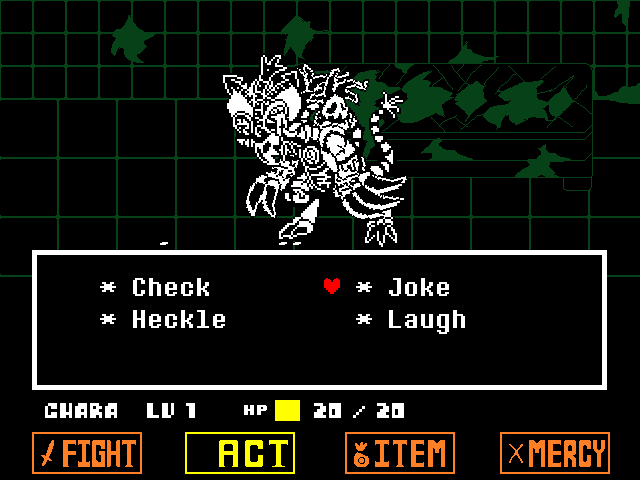 * Check * Joke
* Heckle * Laugh
CHARA LV 1 HP 20 / 20
FIGHT ACT ITEM MERCY